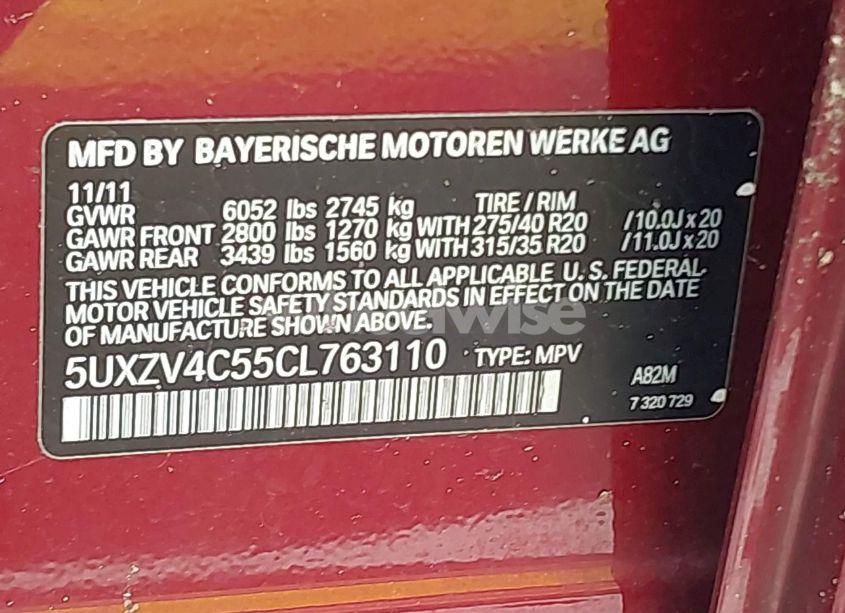 MFD BY BAYERISCHE MOTOREN WERKE AG
11/11 TIRE / RIM
GVWR 6052 lbs 2745 kg
GAWR FRONT 2800 lbs 1270 kg WITH 275/40 R20 /10.0J x 20
GAWR REAR 3439 lbs 1560 kg WITH 315/35 R20 /11.0J x 20
THIS VEHICLE CONFORMS TO ALL APPLICABLE U.S. FEDERAL
MOTOR VEHICLE SAFETY STANDARDS IN EFFECT ON THE DATE
OF MANUFACTURE SHOWN ABOVE.
5UXZV4C55CL763110 TYPE: MPV
A82M
7 320 729